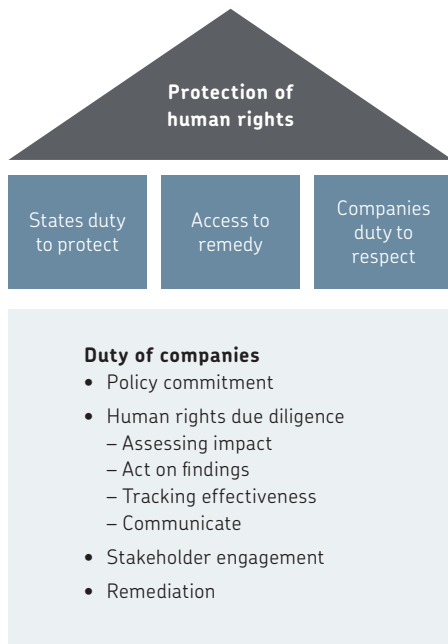 Protection of
human rights
States duty
to protect
Access to
remedy
Companies
duty to
respect
Duty of companies
• Policy commitment
• Human rights due diligence
– Assessing impact
– Act on findings
– Tracking effectiveness
– Communicate
• Stakeholder engagement
• Remediation